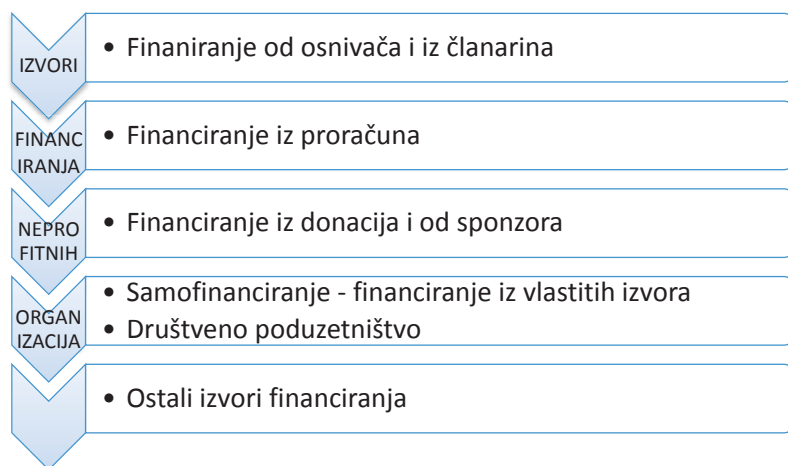 IZVORI
• Finaniranje od osnivača i iz članarina
FINANC
IRANJA
• Financiranje iz proračuna
NEPRO
FITNIH
• Financiranje iz donacija i od sponzora
ORGAN
IZACIJA
• Samofinanciranje - financiranje iz vlastitih izvora
• Društveno poduzetništvo
• Ostali izvori financiranja